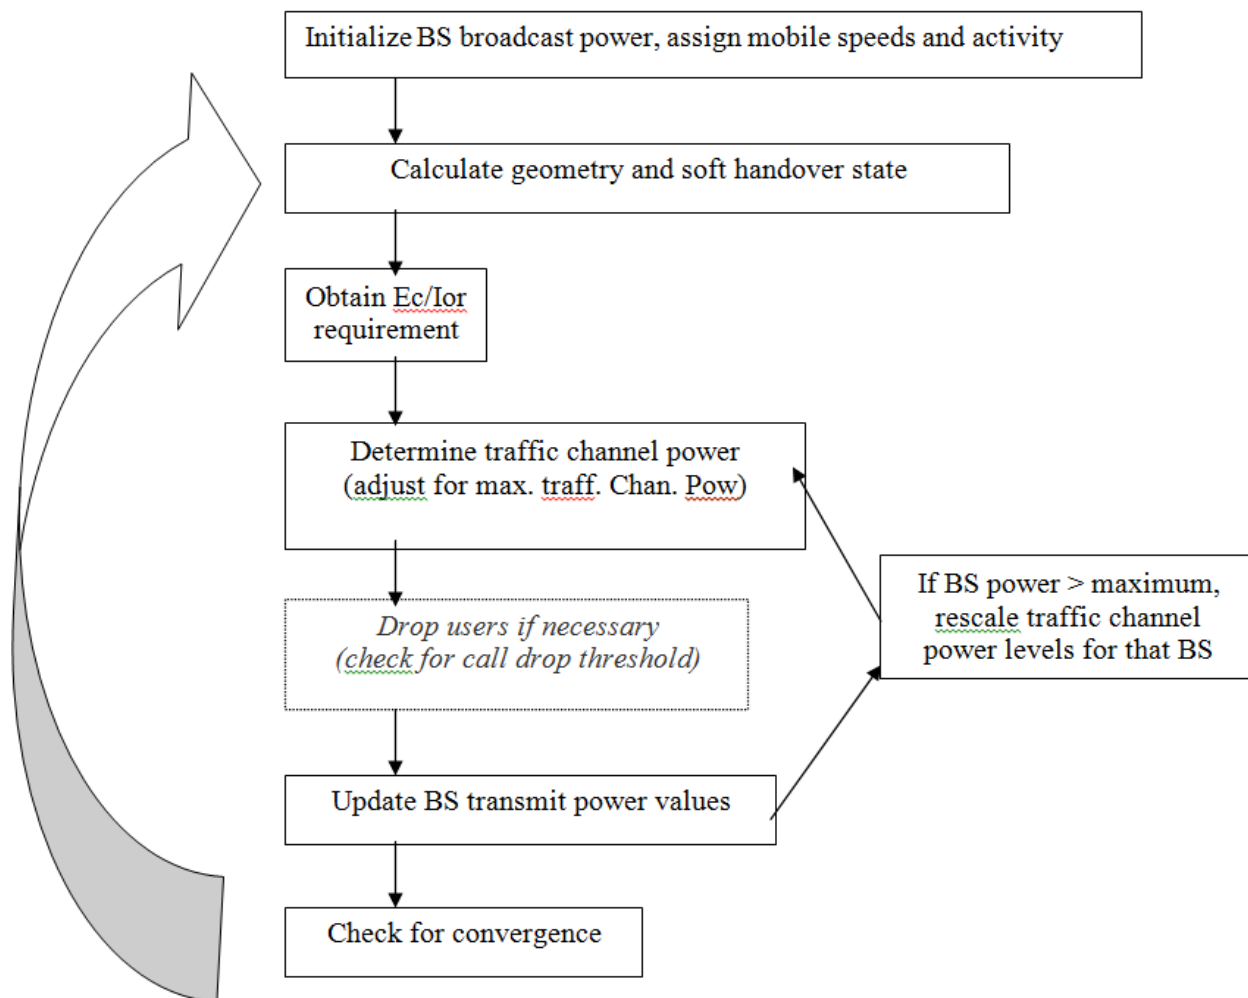 Initialize BS broadcast power, assign mobile speeds and activity
Calculate geometry and soft handover state
Obtain Ec/Ior
requirement
Determine traffic channel power
(adjust for max. traff. Chan. Pow)
If BS power > maximum,
rescale traffic channel
power levels for that BS
Drop users if necessary
(check for call drop threshold)
Update BS transmit power values
Check for convergence